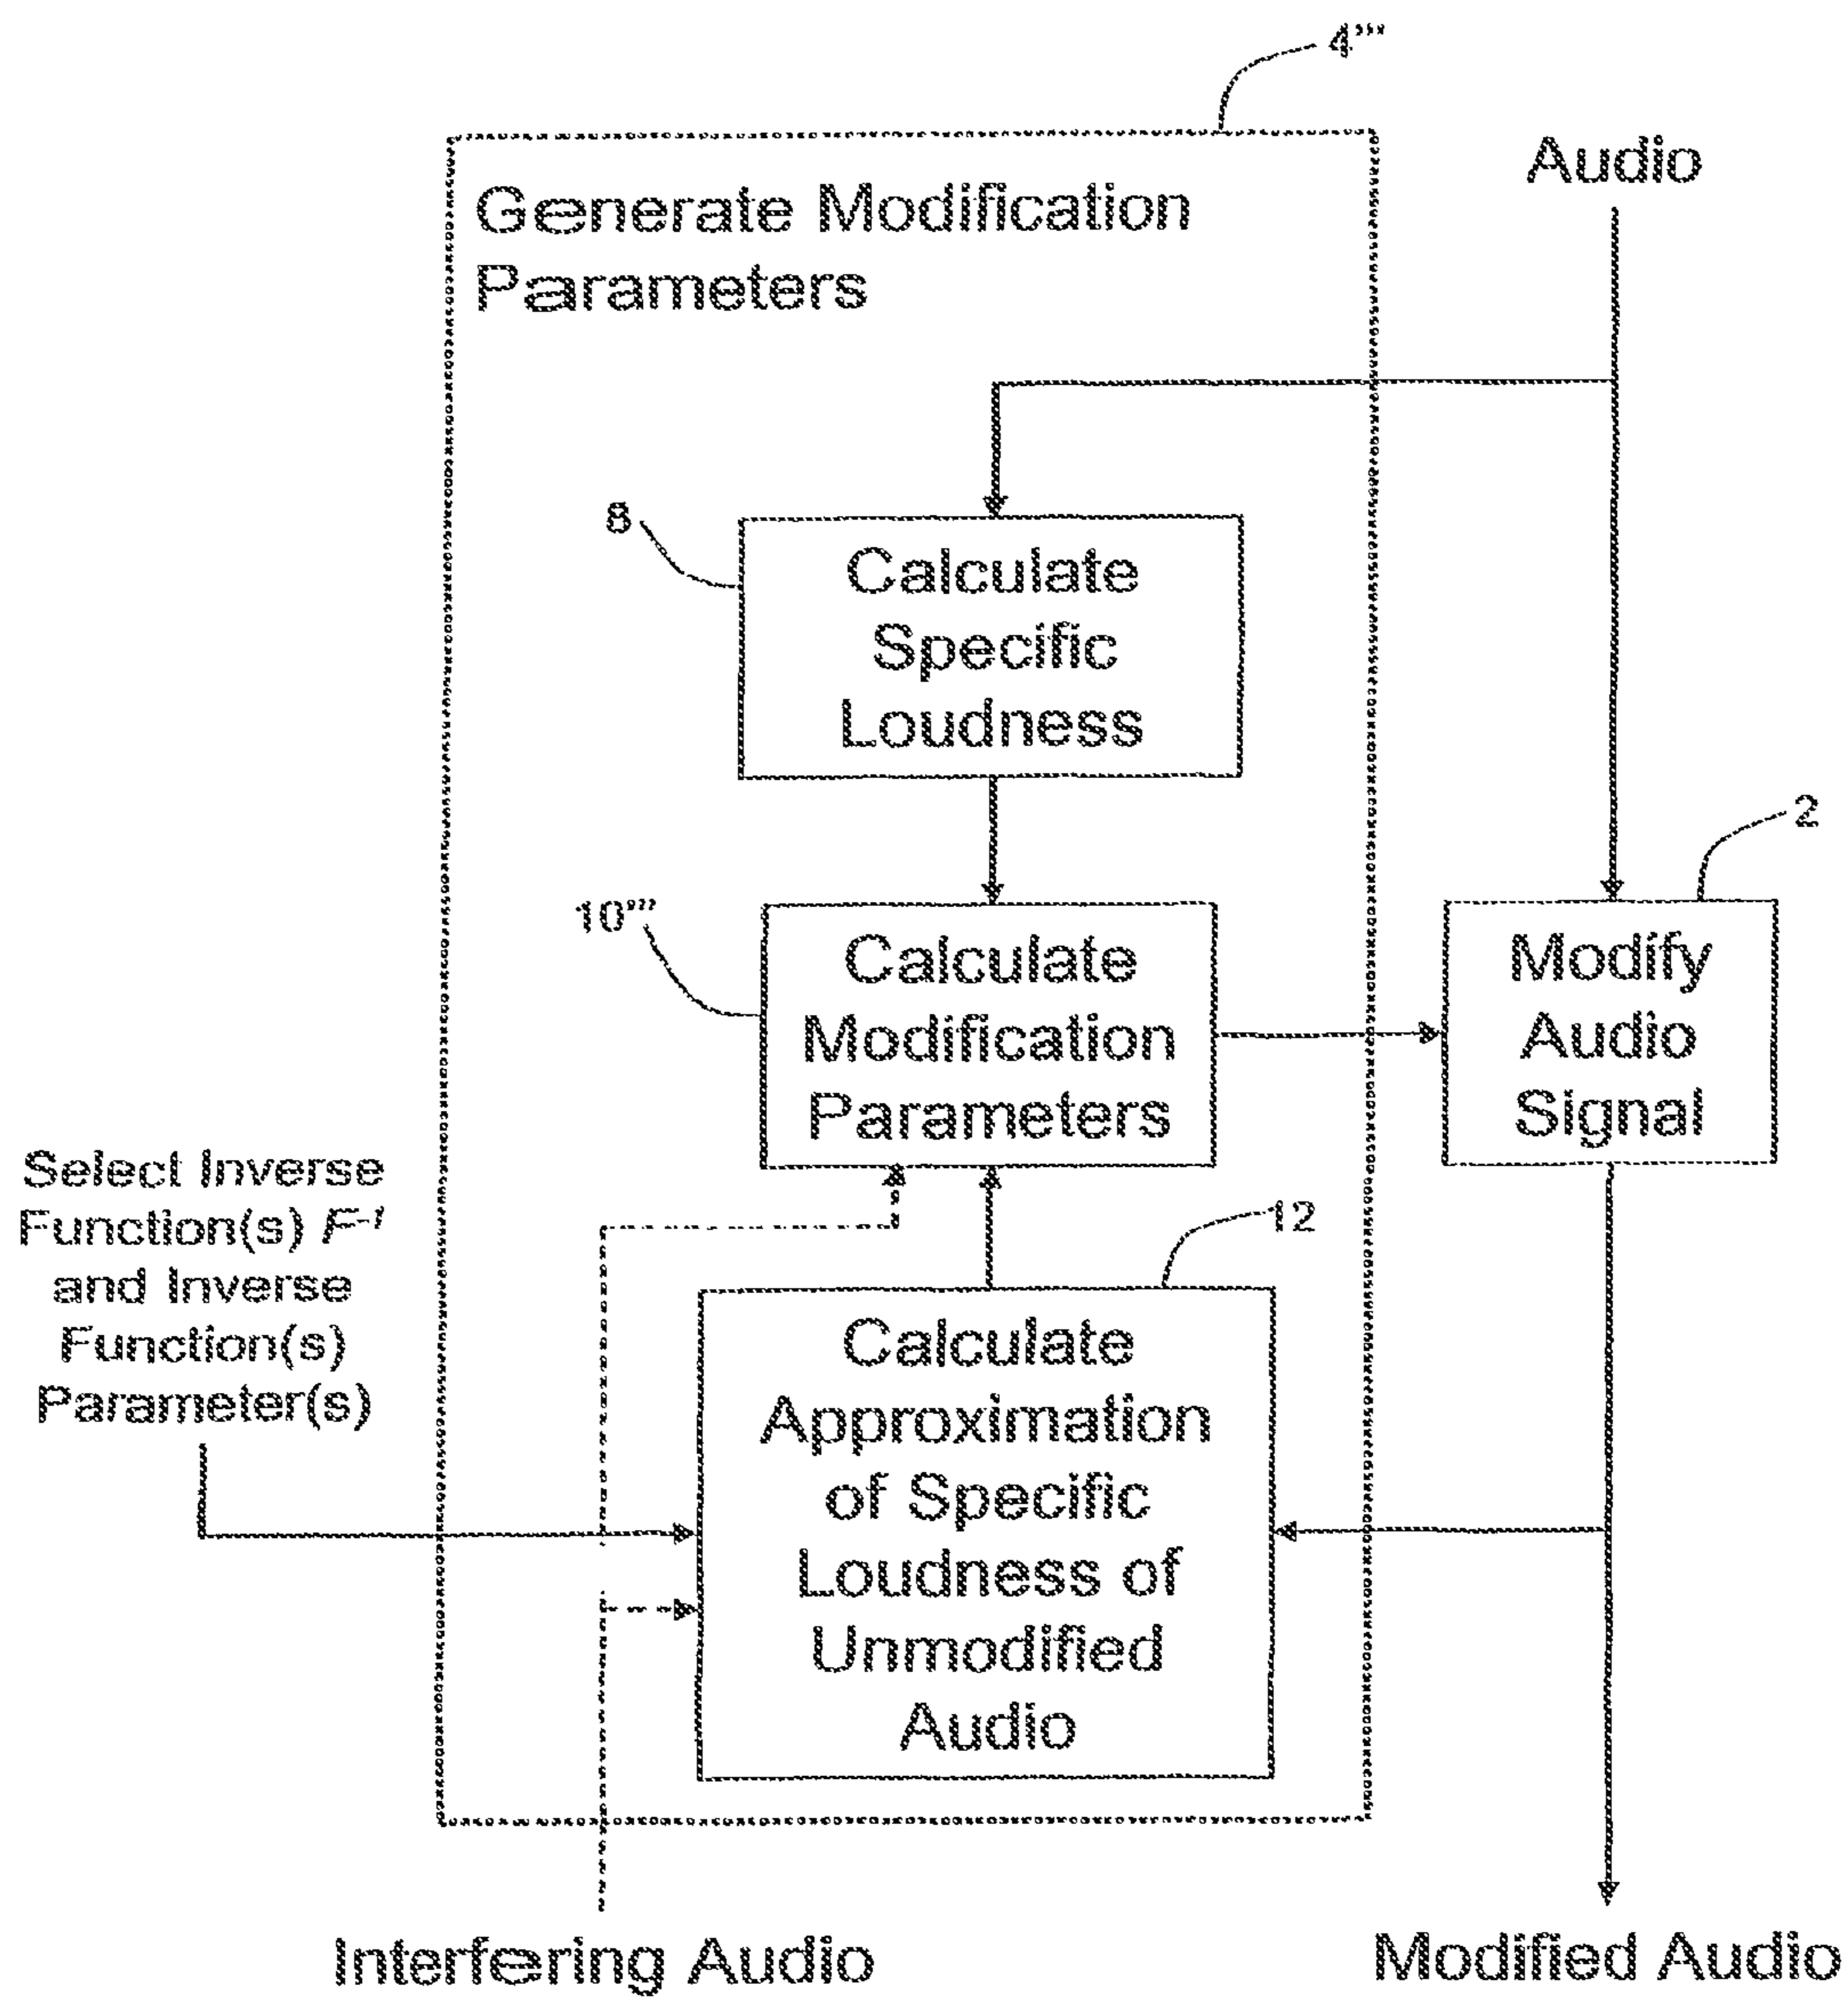 4''''
Audio
Generate Modification
Parameters
8
Calculate
Specific
Loudness
2
10''''
Calculate
Modification
Parameters
Modify
Audio
Signal
Select Inverse
Function(s) F-1
and Inverse
Function(s)
Parameter(s)
12
Calculate
Approximation
of Specific
Loudness of
Unmodified
Audio
Interfering Audio
Modified Audio